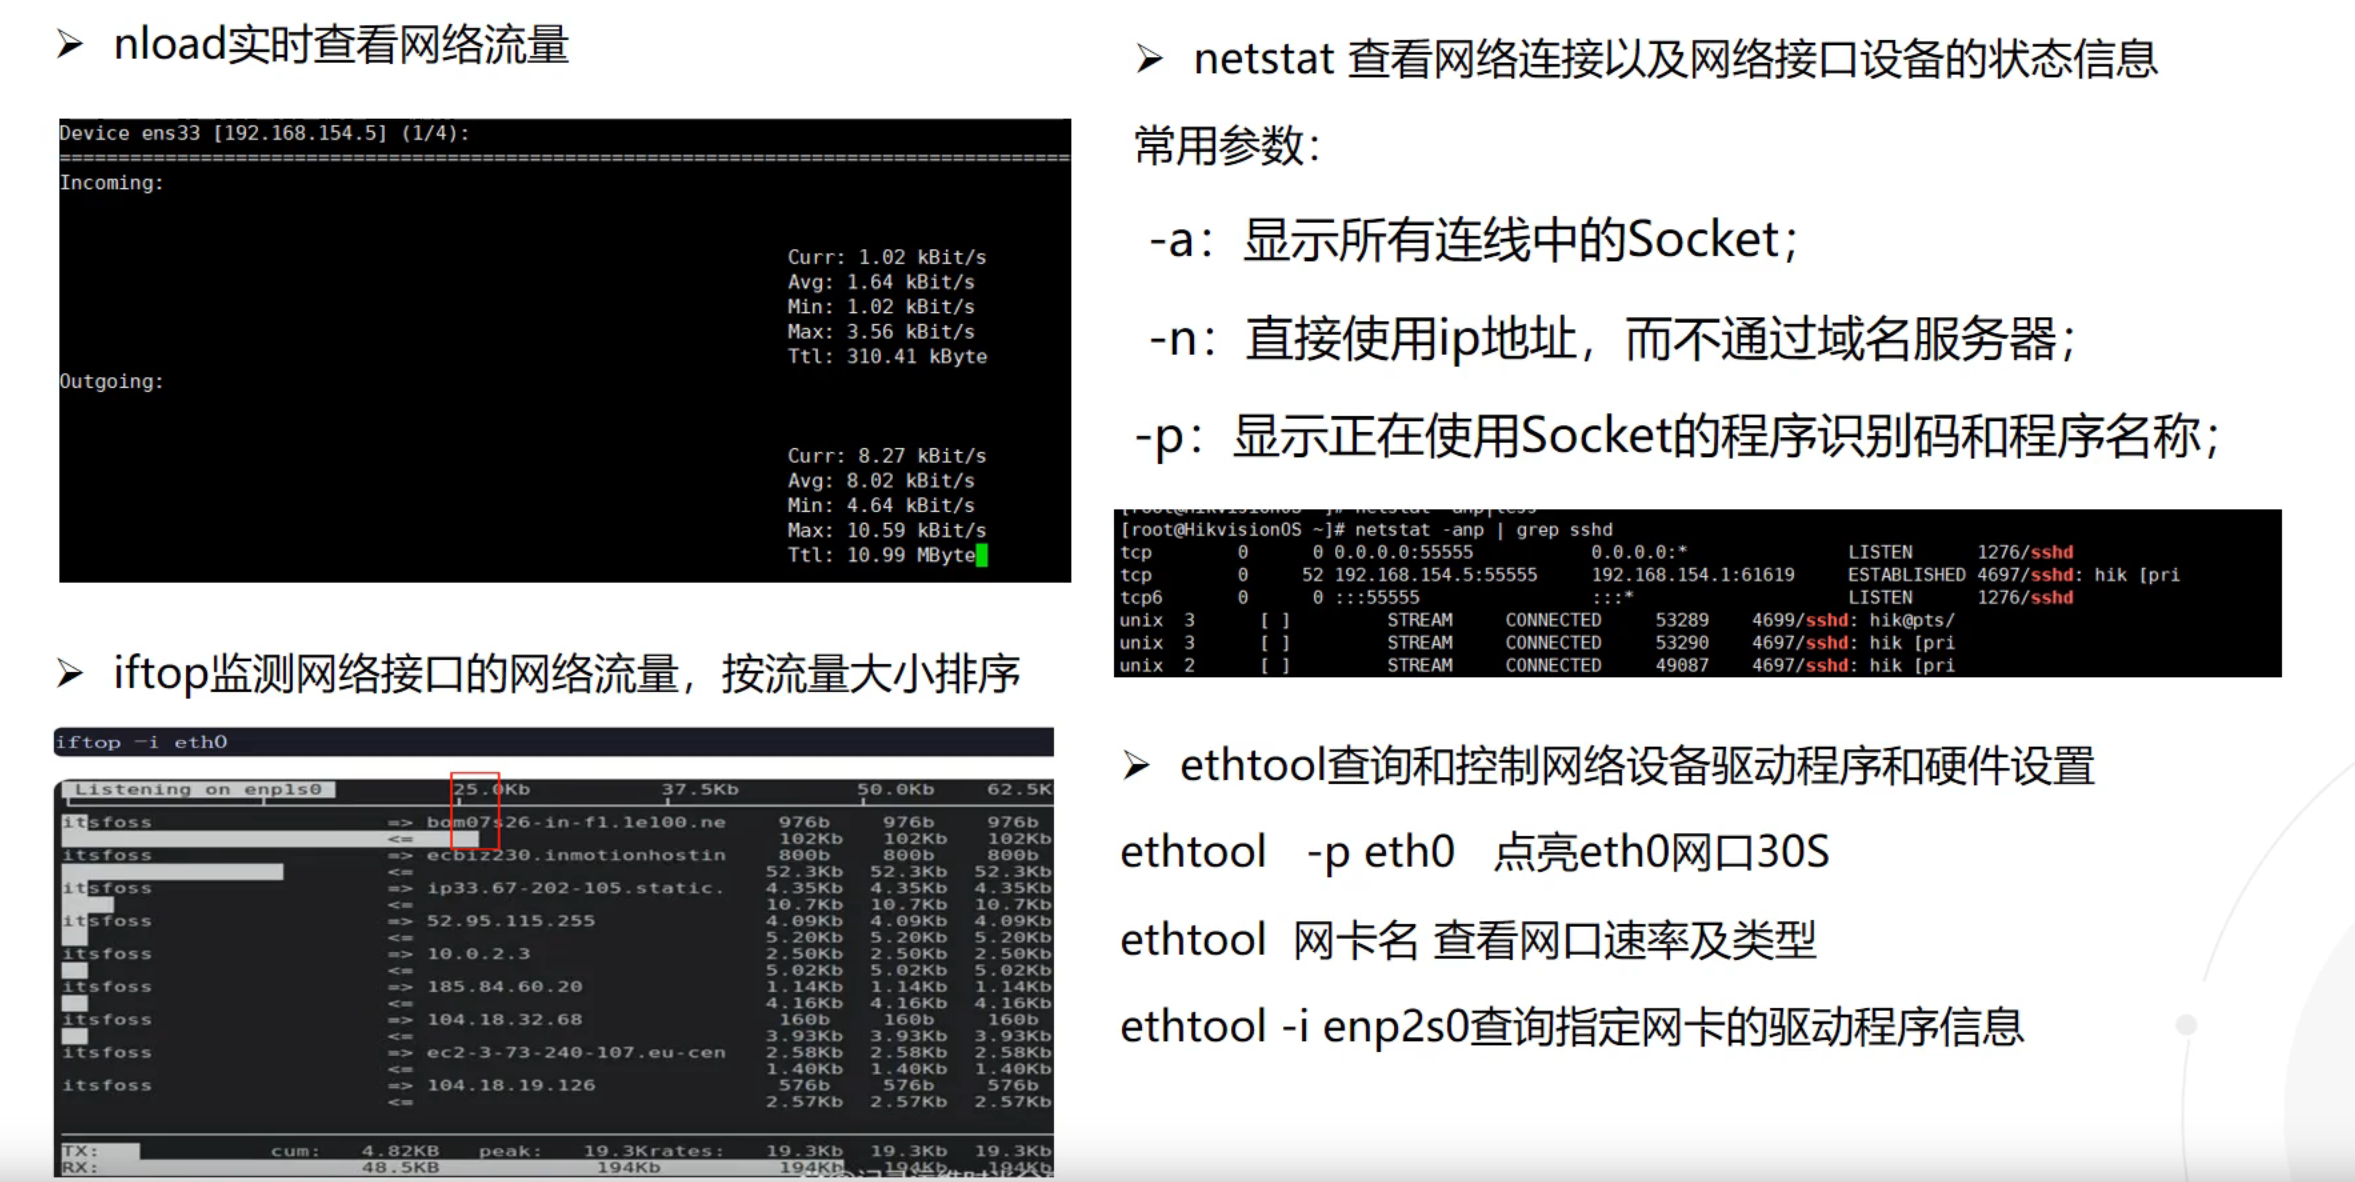 ➢ nload实时查看网络流量
Device ens33 [192.168.154.5] (1/4):
Incoming:
Curr: 1.02 kBit/s
Avg: 1.64 kBit/s
Min: 1.02 kBit/s
Max: 3.56 kBit/s
Ttl: 310.41 kByte
Outgoing:
Curr: 8.27 kBit/s
Avg: 8.02 kBit/s
Min: 4.64 kBit/s
Max: 10.59 kBit/s
Ttl: 10.99 MByte
➢ iftop监测网络接口的网络流量，按流量大小排序
iftop -i eth0
Listening on enp1s0 25.0Kb 37.5Kb 50.0Kb 62.5K
itsfoss => bom07s26-in-f1.1e100.ne 976b 976b 976b
<= 102Kb 102Kb 102Kb
itsfoss => ecbiz230.inmotionhostin 800b 800b 800b
<= 52.3Kb 52.3Kb 52.3Kb
itsfoss => ip33.67-202-105.static. 4.35Kb 4.35Kb 4.35Kb
<= 10.7Kb 10.7Kb 10.7Kb
itsfoss => 52.95.115.255 4.09Kb 4.09Kb 4.09Kb
<= 5.20Kb 5.20Kb 5.20Kb
itsfoss => 10.0.2.3 2.50Kb 2.50Kb 2.50Kb
<= 5.02Kb 5.02Kb 5.02Kb
itsfoss => 185.84.60.20 1.14Kb 1.14Kb 1.14Kb
<= 4.16Kb 4.16Kb 4.16Kb
itsfoss => 104.18.32.68 160b 160b 160b
<= 3.93Kb 3.93Kb 3.93Kb
itsfoss => ec2-3-73-240-107.eu-cen 2.58Kb 2.58Kb 2.58Kb
<= 1.40Kb 1.40Kb 1.40Kb
itsfoss => 104.18.19.126 576b 576b 576b
<= 2.57Kb 2.57Kb 2.57Kb
TX: cum: 4.82KB peak: 19.3Krates: 19.3Kb 19.3Kb 19.3Kb
RX: 48.5KB 194Kb 194Kb 194Kb 194Kb
➢ netstat 查看网络连接以及网络接口设备的状态信息
常用参数：
-a：显示所有连线中的Socket；
-n：直接使用ip地址，而不通过域名服务器；
-p：显示正在使用Socket的程序识别码和程序名称；
[root@HikvisionOS ~]# netstat -anp|less
[root@HikvisionOS ~]# netstat -anp | grep sshd
tcp 0 0 0.0.0.0:55555 0.0.0.0:* LISTEN 1276/sshd
tcp 0 52 192.168.154.5:55555 192.168.154.1:61619 ESTABLISHED 4697/sshd: hik [pri
tcp6 0 0 :::55555 :::* LISTEN 1276/sshd
unix 3 [ ] STREAM CONNECTED 53289 4699/sshd: hik@pts/
unix 3 [ ] STREAM CONNECTED 53290 4697/sshd: hik [pri
unix 2 [ ] STREAM CONNECTED 49087 4697/sshd: hik [pri
➢ ethtool查询和控制网络设备驱动程序和硬件设置
ethtool -p eth0 点亮eth0网口30S
ethtool 网卡名 查看网口速率及类型
ethtool -i enp2s0查询指定网卡的驱动程序信息